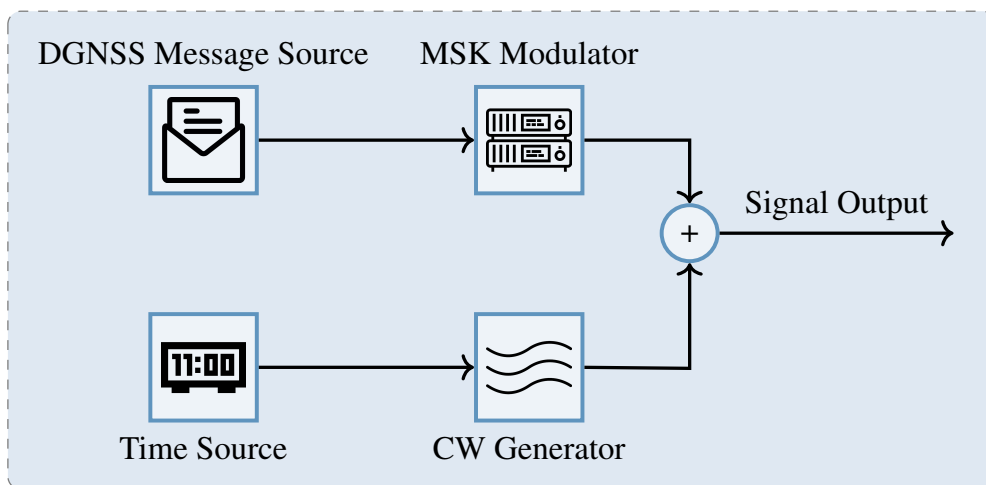 DGNSS Message Source
MSK Modulator
Signal Output
+
11:00
Time Source
CW Generator